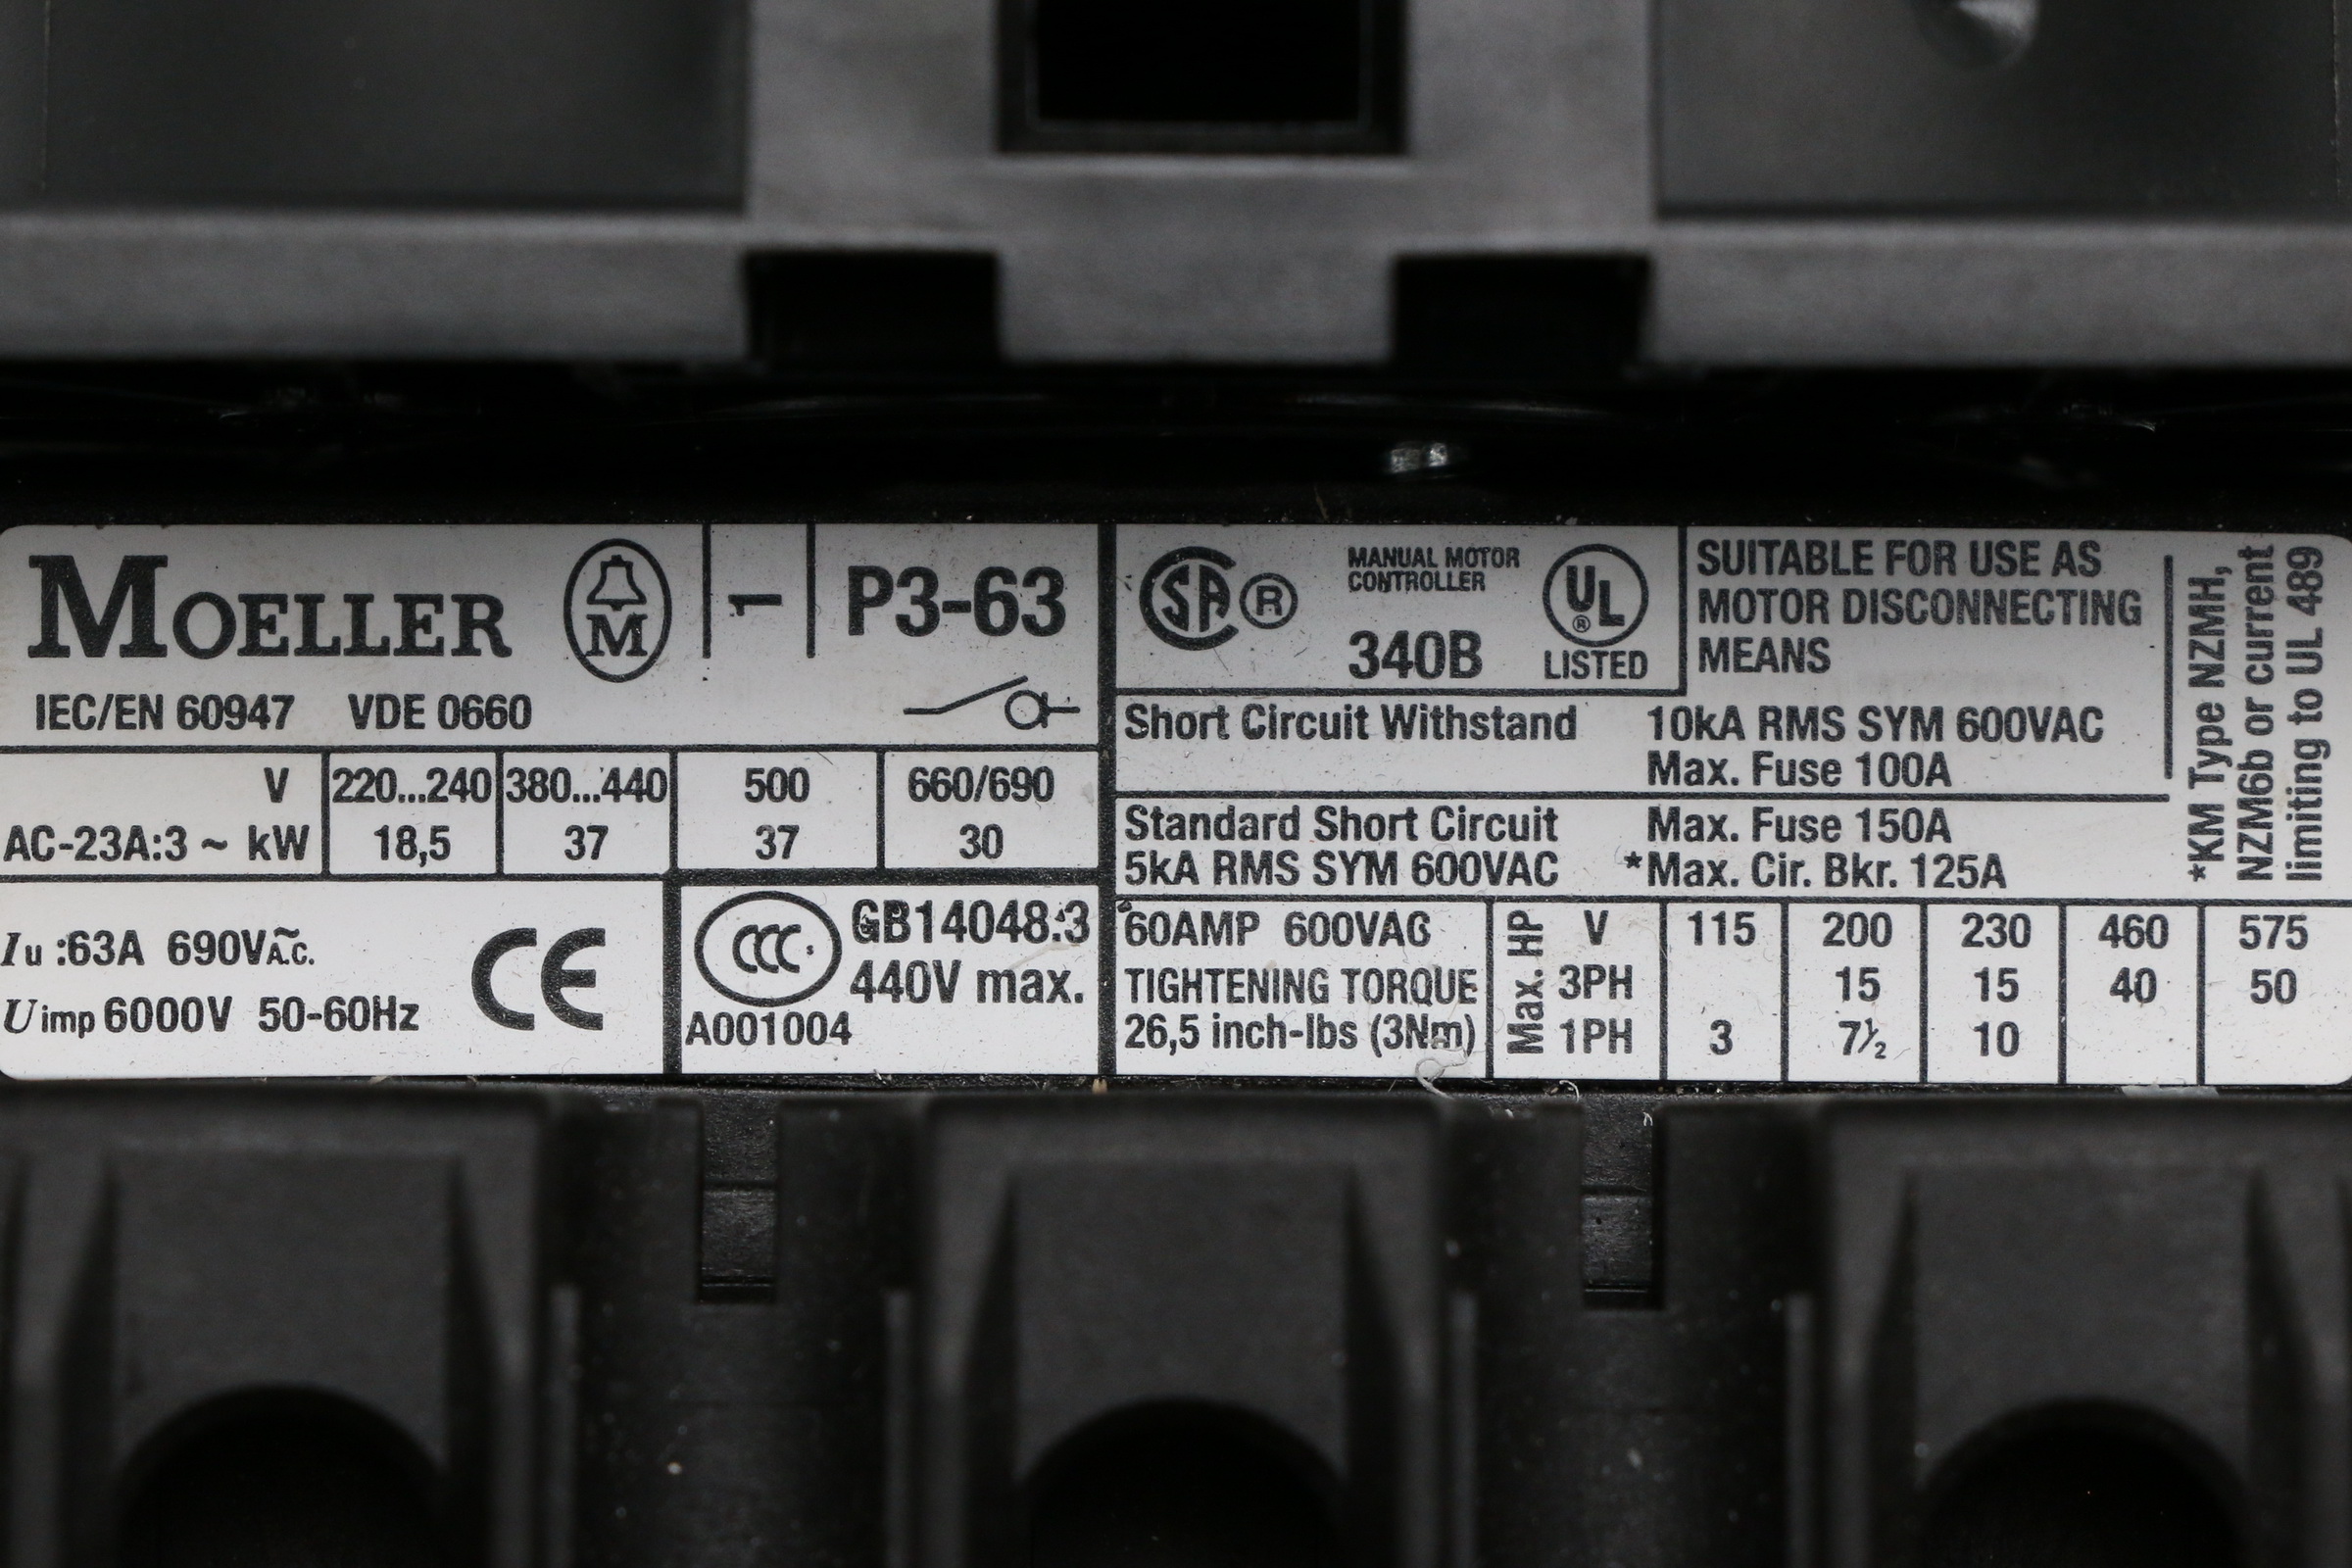 MOELLER
M
1
P3-63
IEC/EN 60947 VDE 0660
V 220...240 380...440 500 660/690
AC-23A:3 ~ kW 18,5 37 37 30
Iu :63A 690V A.C.
Uimp 6000V 50-60Hz
CE
CCC
A001004
GB14048.3
440V max.
SA ®
MANUAL MOTOR
CONTROLLER
340B
UL ®
LISTED
SUITABLE FOR USE AS
MOTOR DISCONNECTING
MEANS
Short Circuit Withstand 10kA RMS SYM 600VAC
Max. Fuse 100A
Standard Short Circuit Max. Fuse 150A
5kA RMS SYM 600VAC *Max. Cir. Bkr. 125A
*KM Type NZMH,
NZM6b or current
limiting to UL 489
60AMP 600VAC
TIGHTENING TORQUE
26,5 inch-lbs (3Nm)
Max. HP
V 115 200 230 460 575
3PH 15 15 40 50
1PH 3 7½ 10